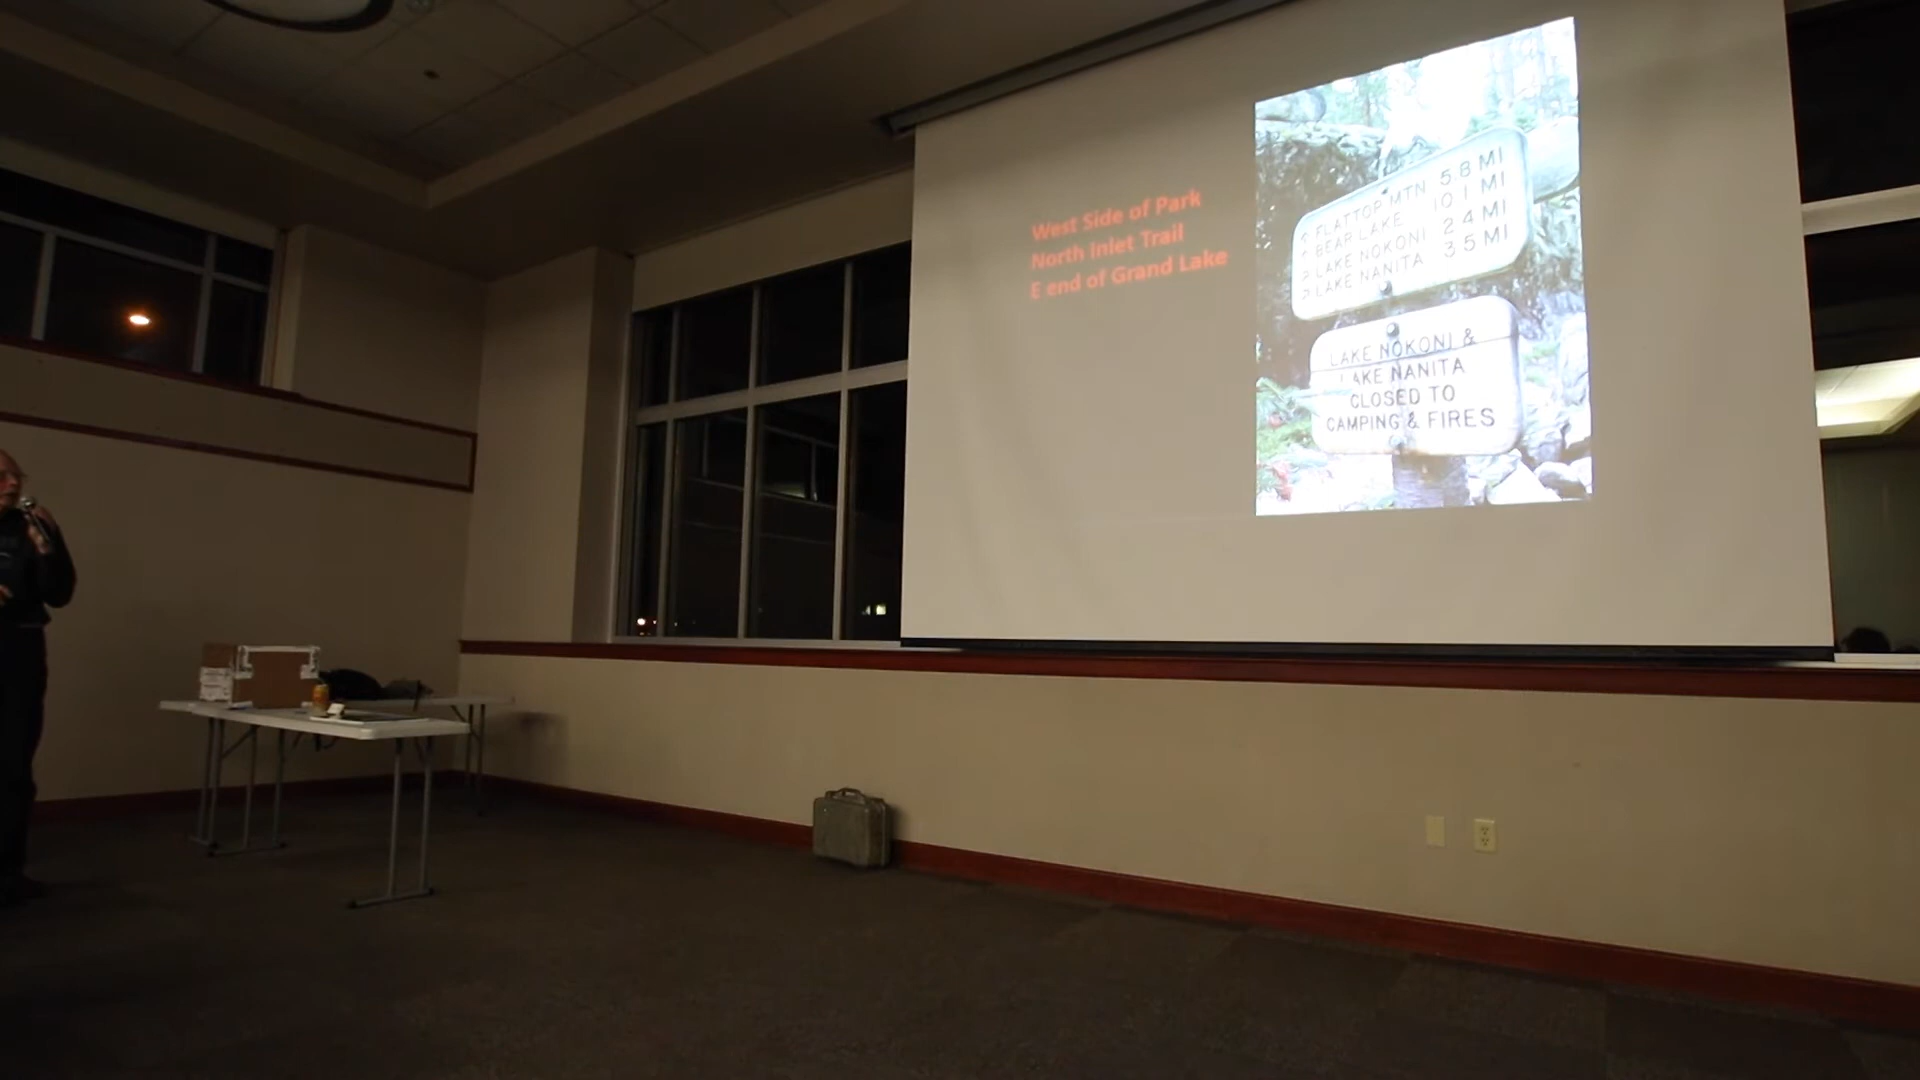 West Side of Park
North Inlet Trail
E end of Grand Lake
FLATTOP MTN 5.8 MI
BEAR LAKE 10.1 MI
LAKE NOKONI 2.4 MI
LAKE NANITA 3.5 MI
LAKE NOKONI &
LAKE NANITA
CLOSED TO
CAMPING & FIRES